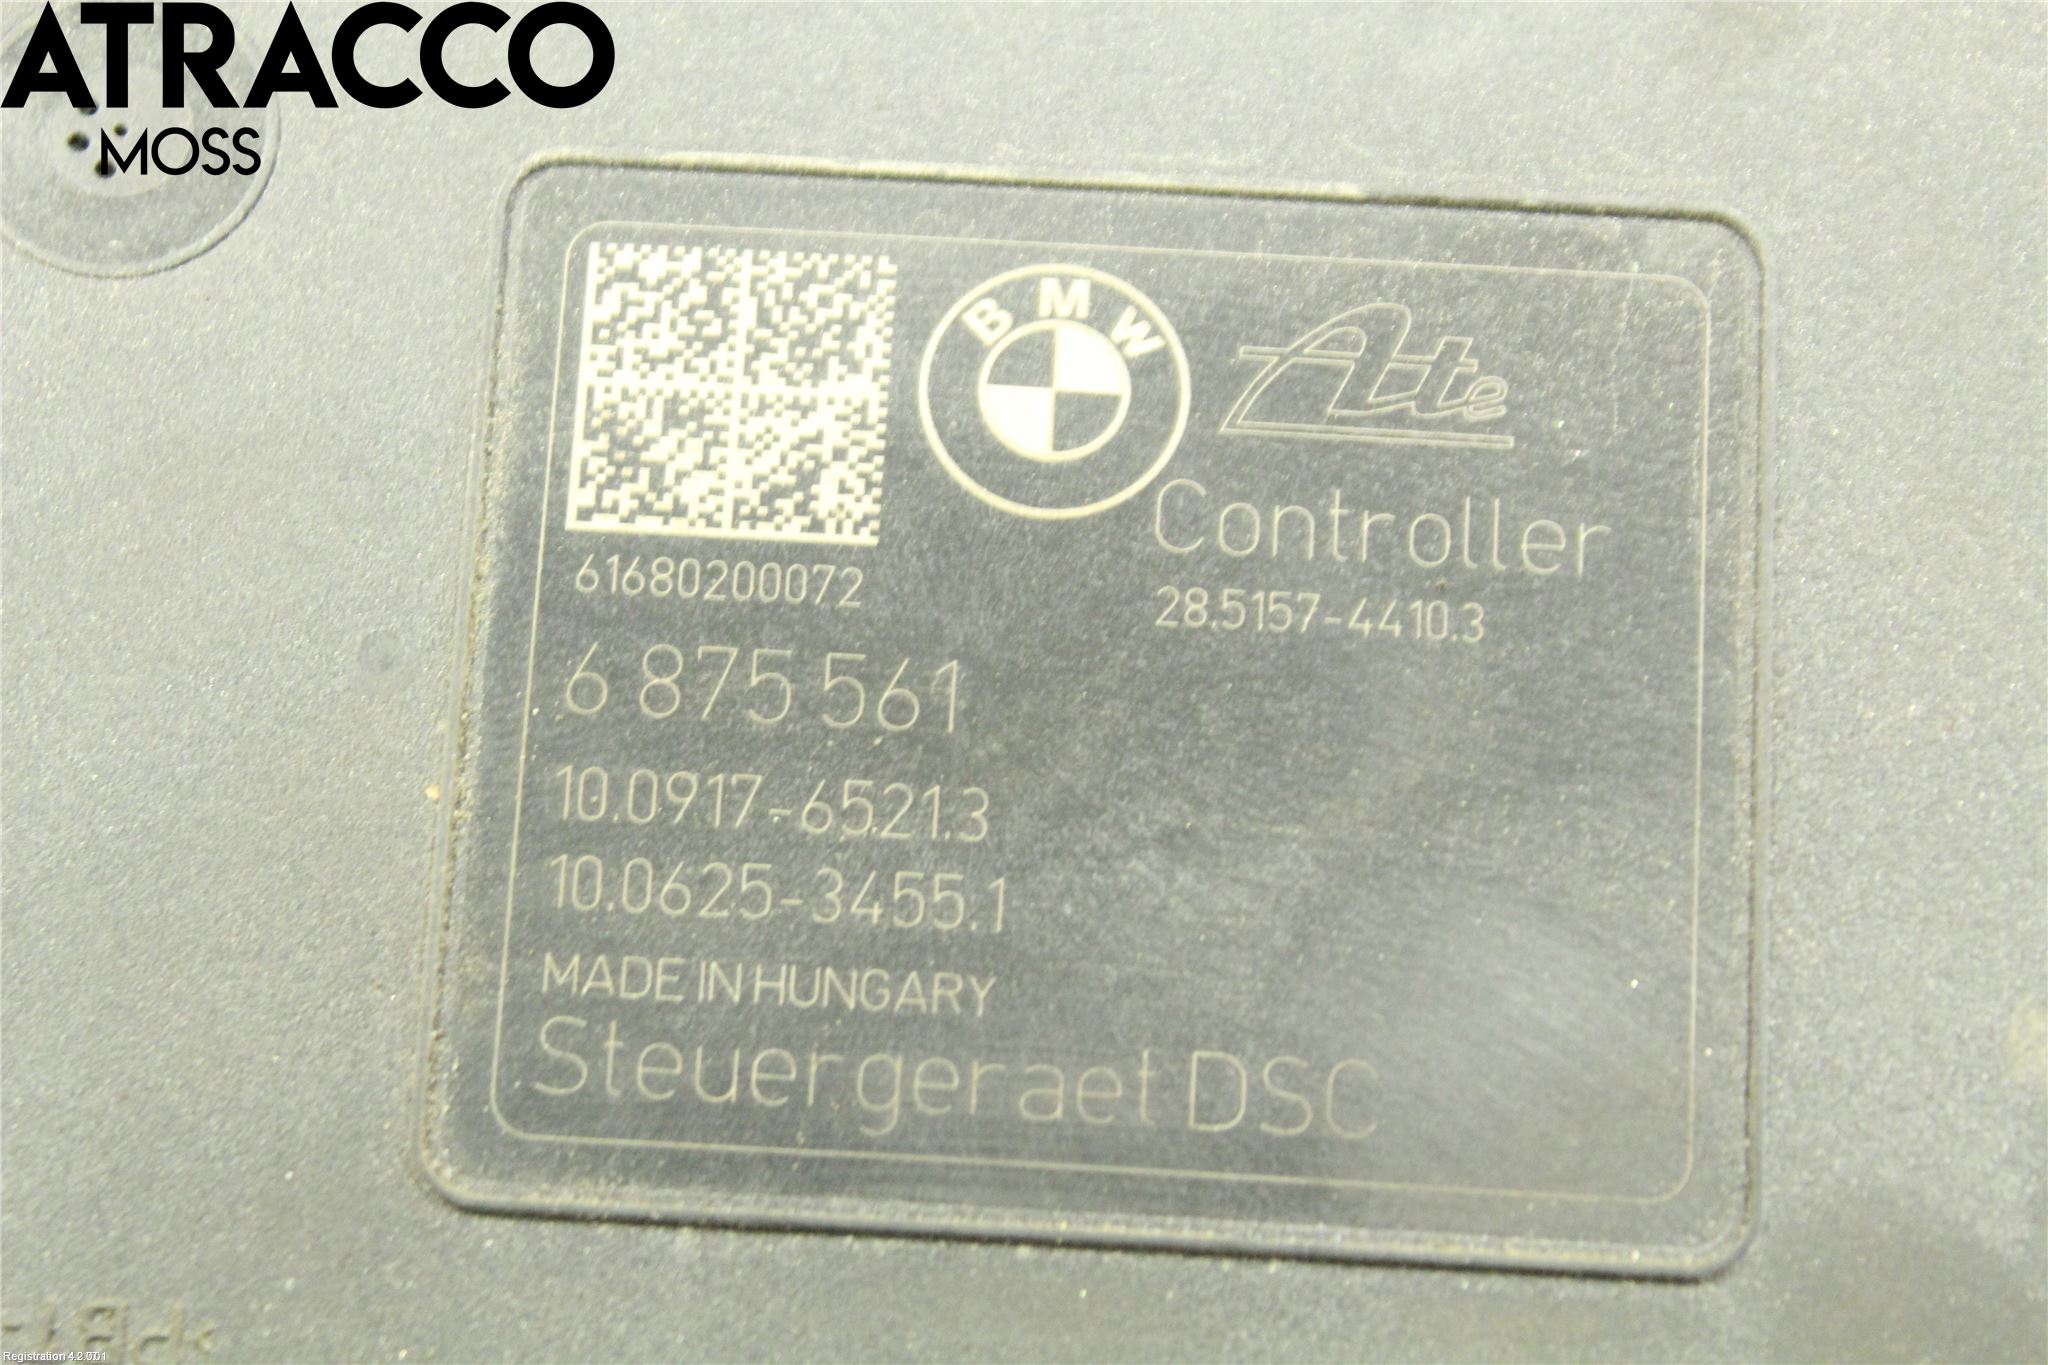 ATRACCO
MOSS
BMW
Ate
Controller
28.5157-4410.3
61680200072
6 875 561
10.0917-6521.3
10.0625-3455.1
MADE IN HUNGARY
Steuergeraet DSC